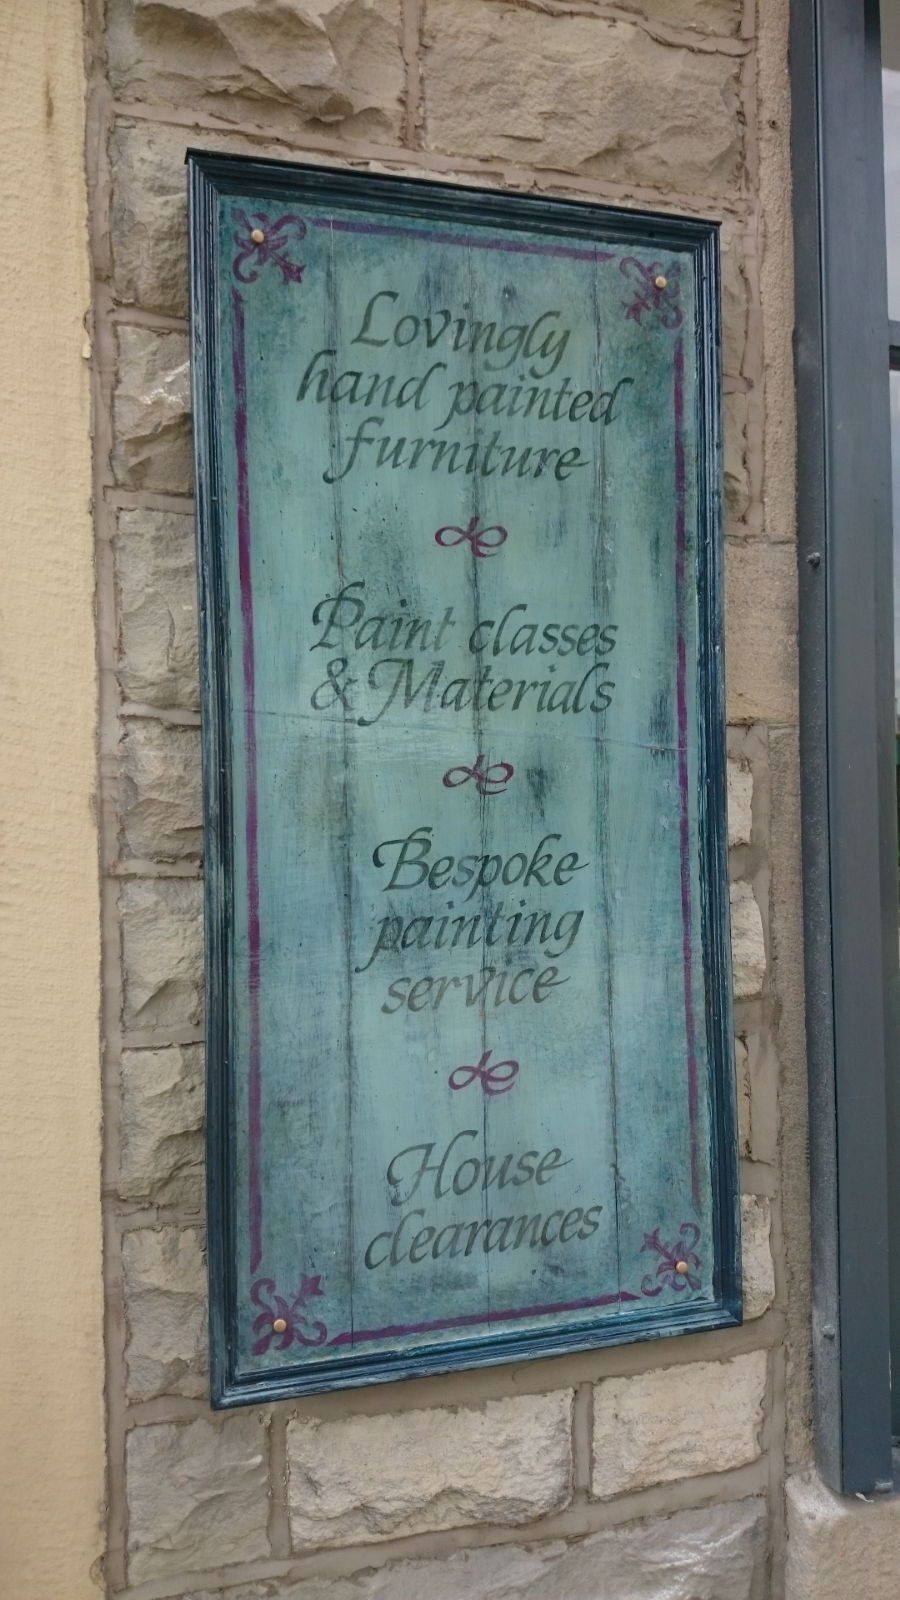 Lovingly
hand painted
furniture
Paint classes
& Materials
Bespoke
painting
service
House
clearances